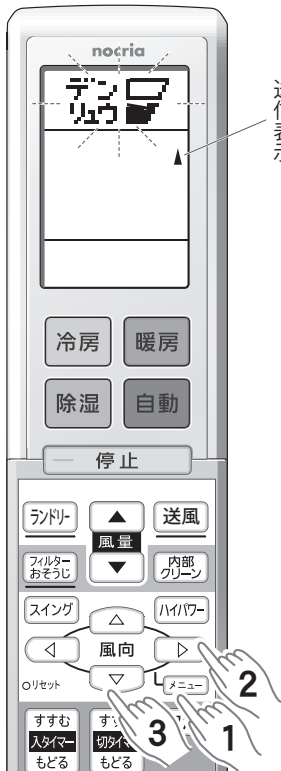 nocria
デン
リュウ
送信表示
冷房 暖房
除湿 自動
停止
ランドリー 風量 送風
フィルター
おそうじ
内部
クリーン
スイング ハイパワー
風向
リセット メニュー
2
3 1
すすむ
入タイマー
もどる
切タイ
もどる